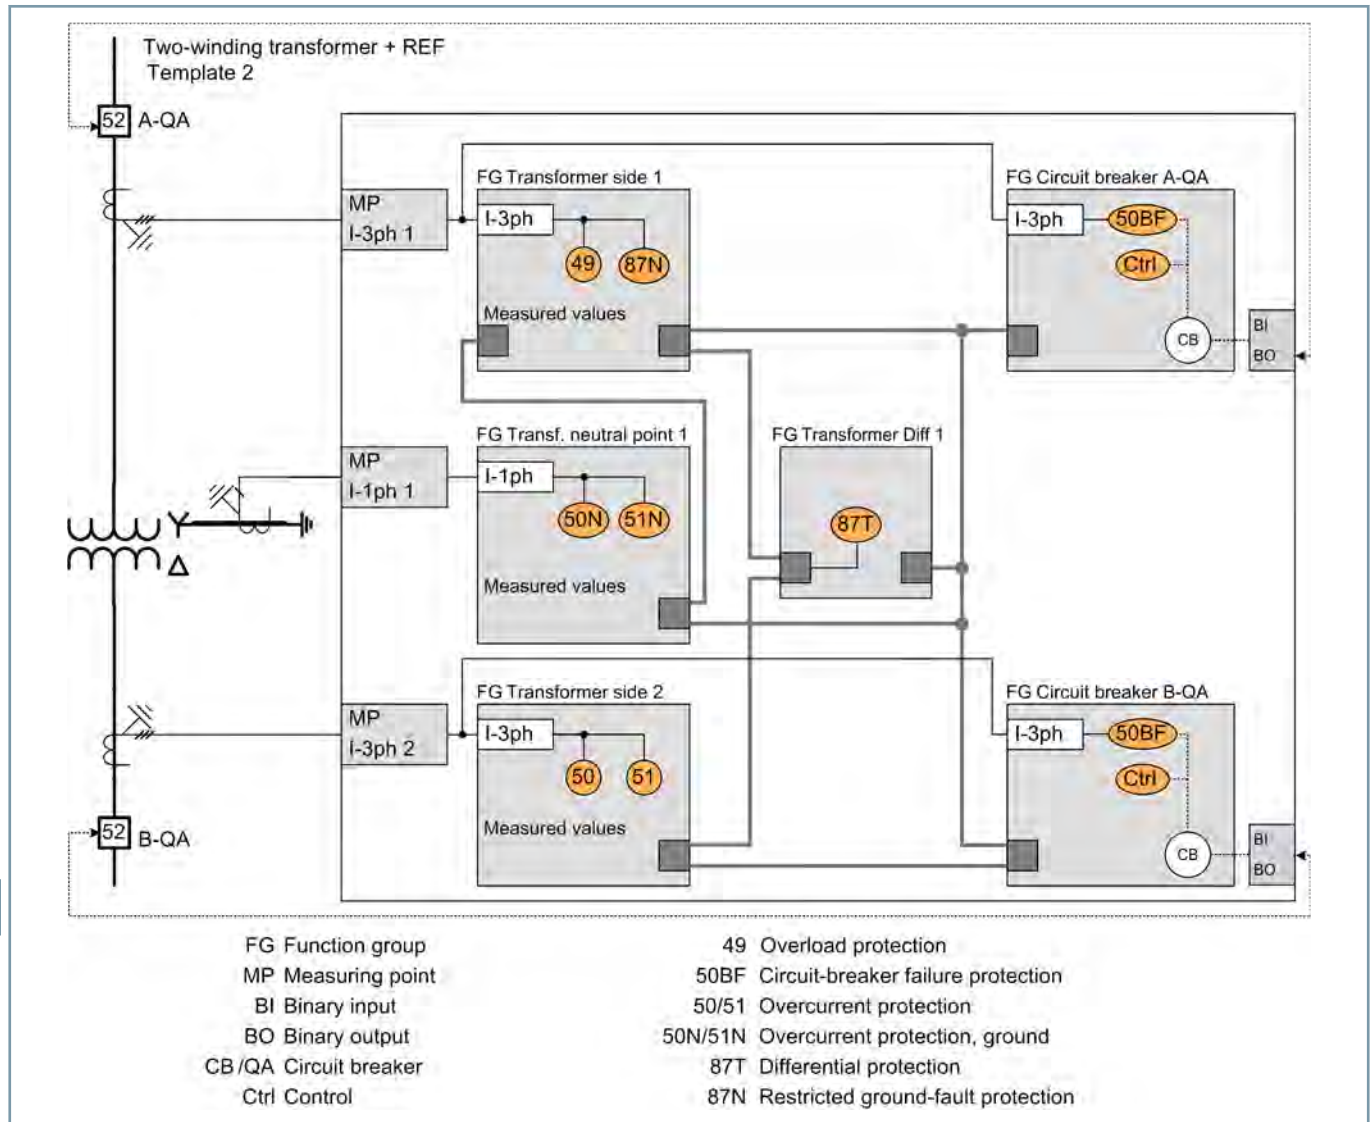 Two-winding transformer + REF
Template 2
52 A-QA
MP
I-3ph 1
FG Transformer side 1
I-3ph
49 87N
Measured values
FG Circuit breaker A-QA
I-3ph 50BF
Ctrl
CB
BI
BO
MP
I-1ph 1
FG Transf. neutral point 1
I-1ph
50N 51N
Measured values
FG Transformer Diff 1
87T
Y
Δ
MP
I-3ph 2
FG Transformer side 2
I-3ph
50 51
Measured values
FG Circuit breaker B-QA
I-3ph 50BF
Ctrl
CB
BI
BO
52 B-QA
FG Function group
MP Measuring point
BI Binary input
BO Binary output
CB/QA Circuit breaker
Ctrl Control
49 Overload protection
50BF Circuit-breaker failure protection
50/51 Overcurrent protection
50N/51N Overcurrent protection, ground
87T Differential protection
87N Restricted ground-fault protection